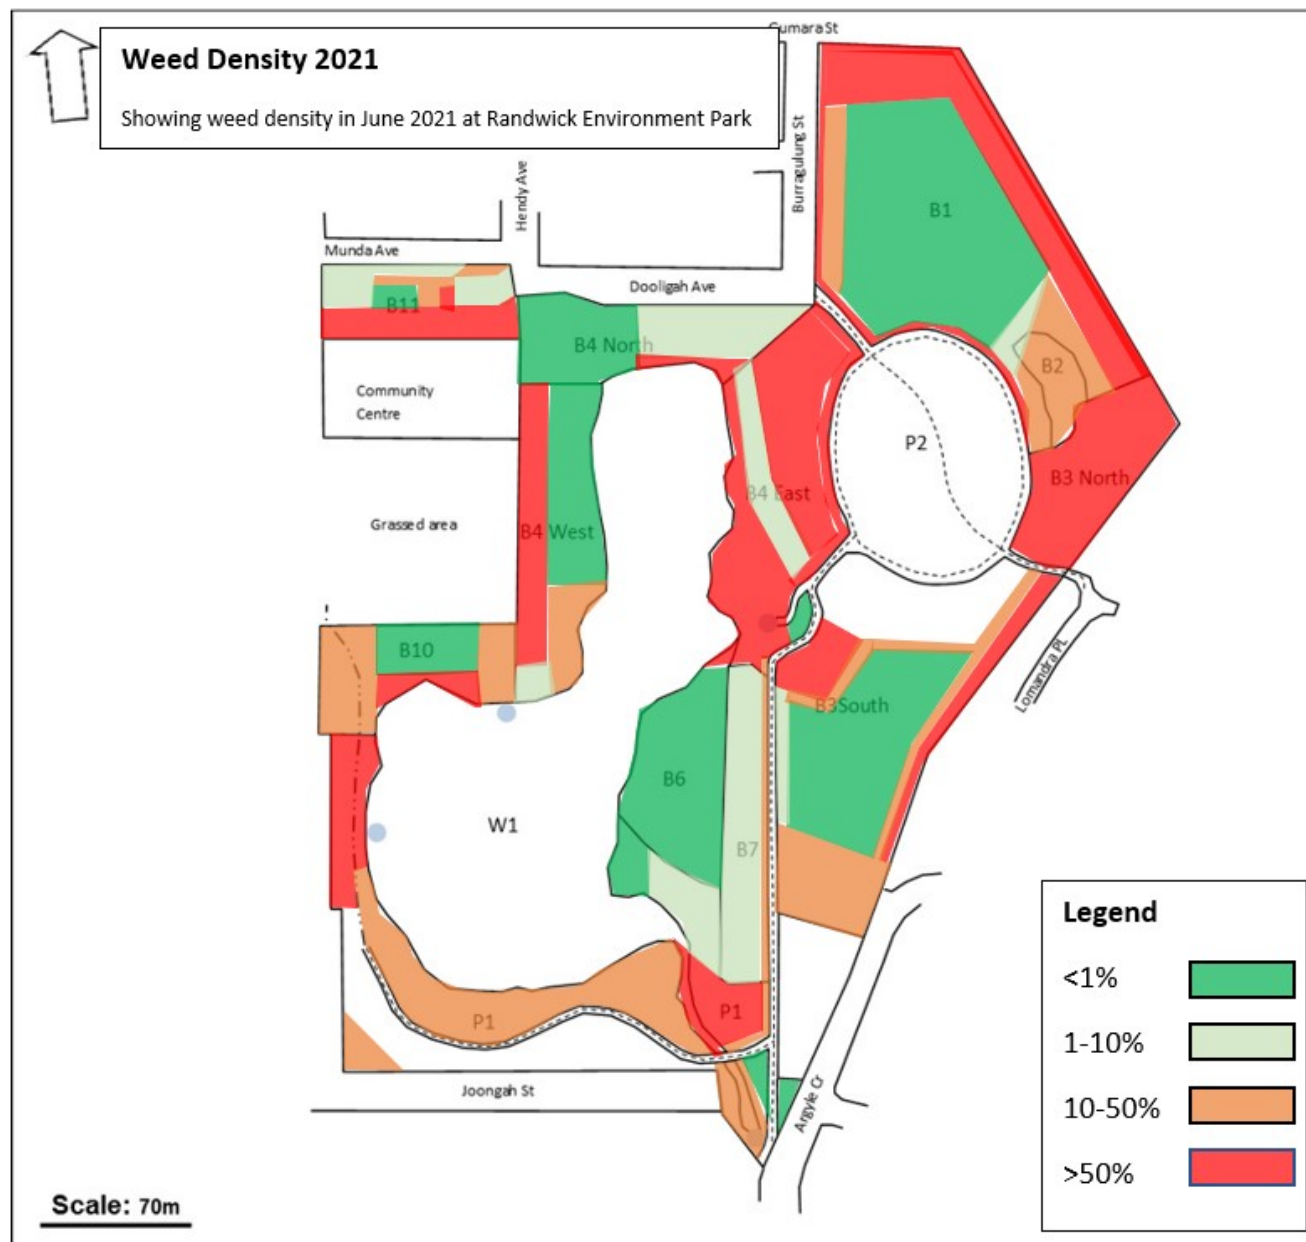 Gumara St
Weed Density 2021
Showing weed density in June 2021 at Randwick Environment Park
Burragulung St
Hendy Ave
B1
Munda Ave
Dooligah Ave
B11
B4 North
B2
Community
Centre
P2
B3 North
B4 East
Grassed area
B4 West
B10
Lomandra PL
B3South
B6
W1
B7
P1
P1
Joongah St
Argyle Cr
Legend
<1%
1-10%
10-50%
>50%
Scale: 70m